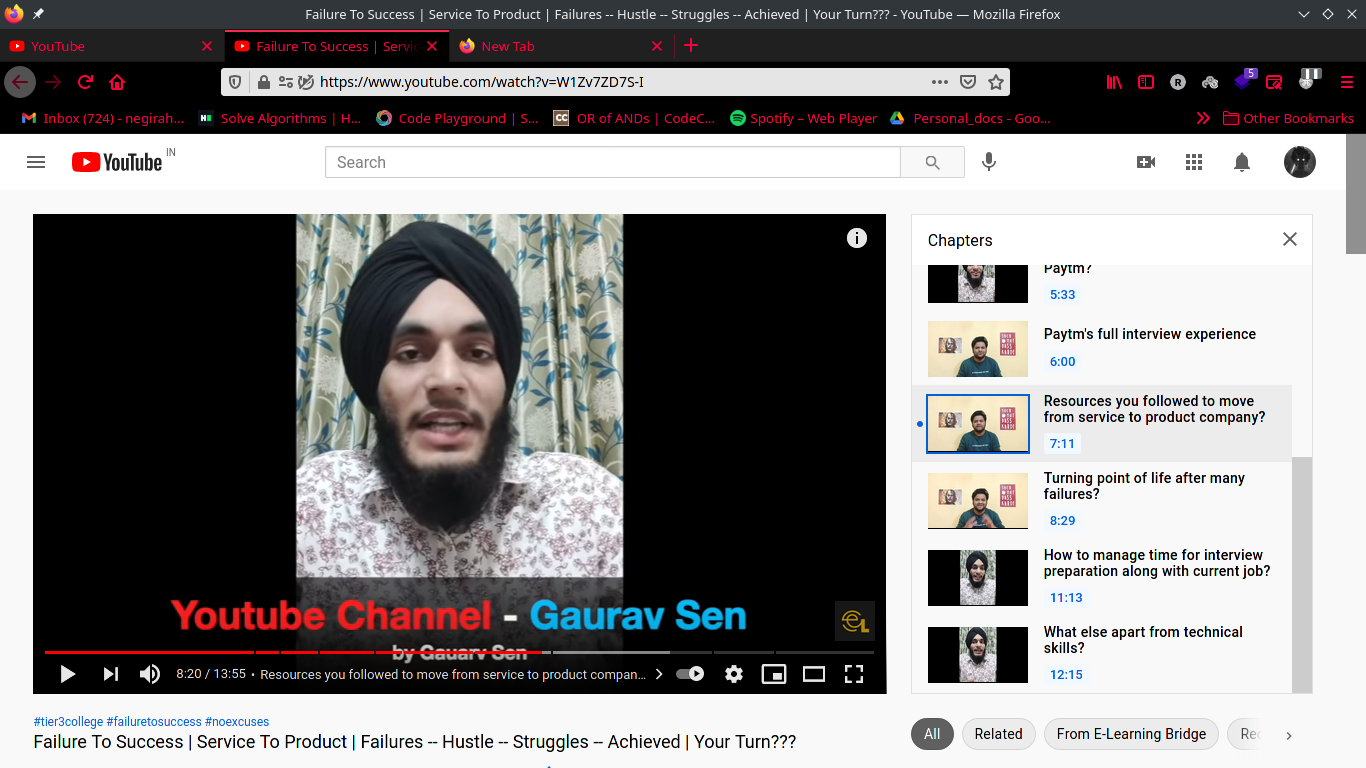 Failure To Success | Service To Product | Failures -- Hustle -- Struggles -- Achieved | Your Turn??? - YouTube — Mozilla Firefox
YouTube
Failure To Success | Servic
New Tab
https://www.youtube.com/watch?v=W1Zv7ZD7S-I
R
5
Inbox (724) - negirah...
Solve Algorithms | H...
Code Playground | S...
OR of ANDs | CodeC...
Spotify – Web Player
Personal_docs - Goo...
Other Bookmarks
YouTube IN
Search
Youtube Channel - Gaurav Sen
by Gauarv Sen
8:20 / 13:55 • Resources you followed to move from service to product compan...
Chapters
Paytm?
5:33
Paytm's full interview experience
6:00
Resources you followed to move
from service to product company?
7:11
Turning point of life after many
failures?
8:29
How to manage time for interview
preparation along with current job?
11:13
What else apart from technical
skills?
12:15
#tier3college #failuretosuccess #noexcuses
Failure To Success | Service To Product | Failures -- Hustle -- Struggles -- Achieved | Your Turn???
All
Related
From E-Learning Bridge
Rec